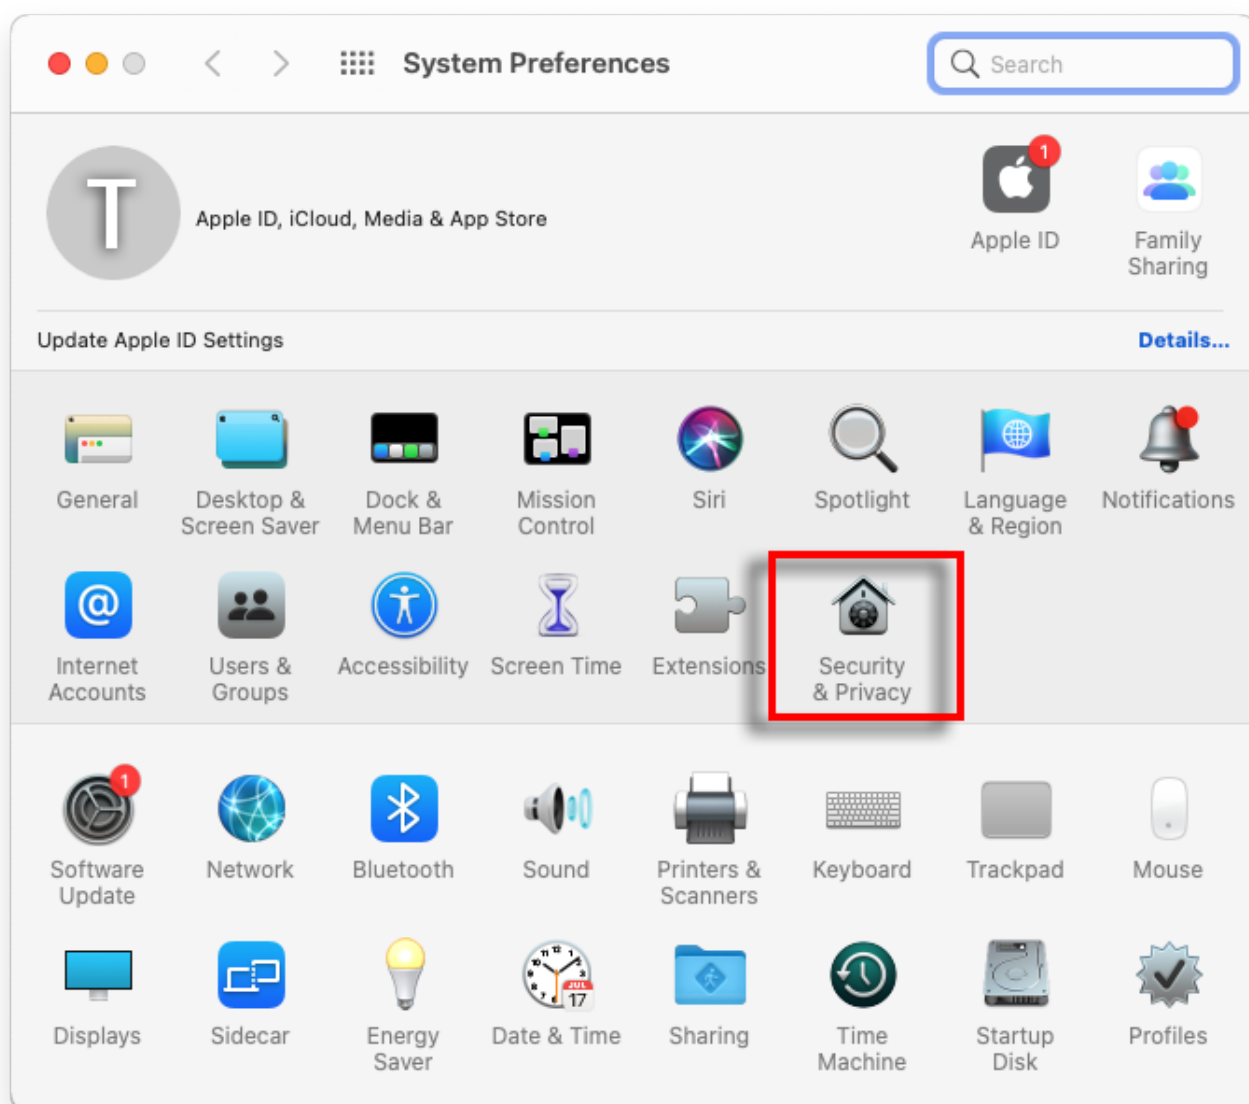 System Preferences
Search
T
Apple ID, iCloud, Media & App Store
1
Apple ID
Family
Sharing
Update Apple ID Settings
Details...
General
Desktop &
Screen Saver
Dock &
Menu Bar
Mission
Control
Siri
Spotlight
Language
& Region
Notifications
@
Internet
Accounts
Users &
Groups
Accessibility
Screen Time
Extensions
Security
& Privacy
1
Software
Update
Network
Bluetooth
Sound
Printers &
Scanners
Keyboard
Trackpad
Mouse
Displays
Sidecar
Energy
Saver
JUL
17
Date & Time
Sharing
Time
Machine
Startup
Disk
Profiles